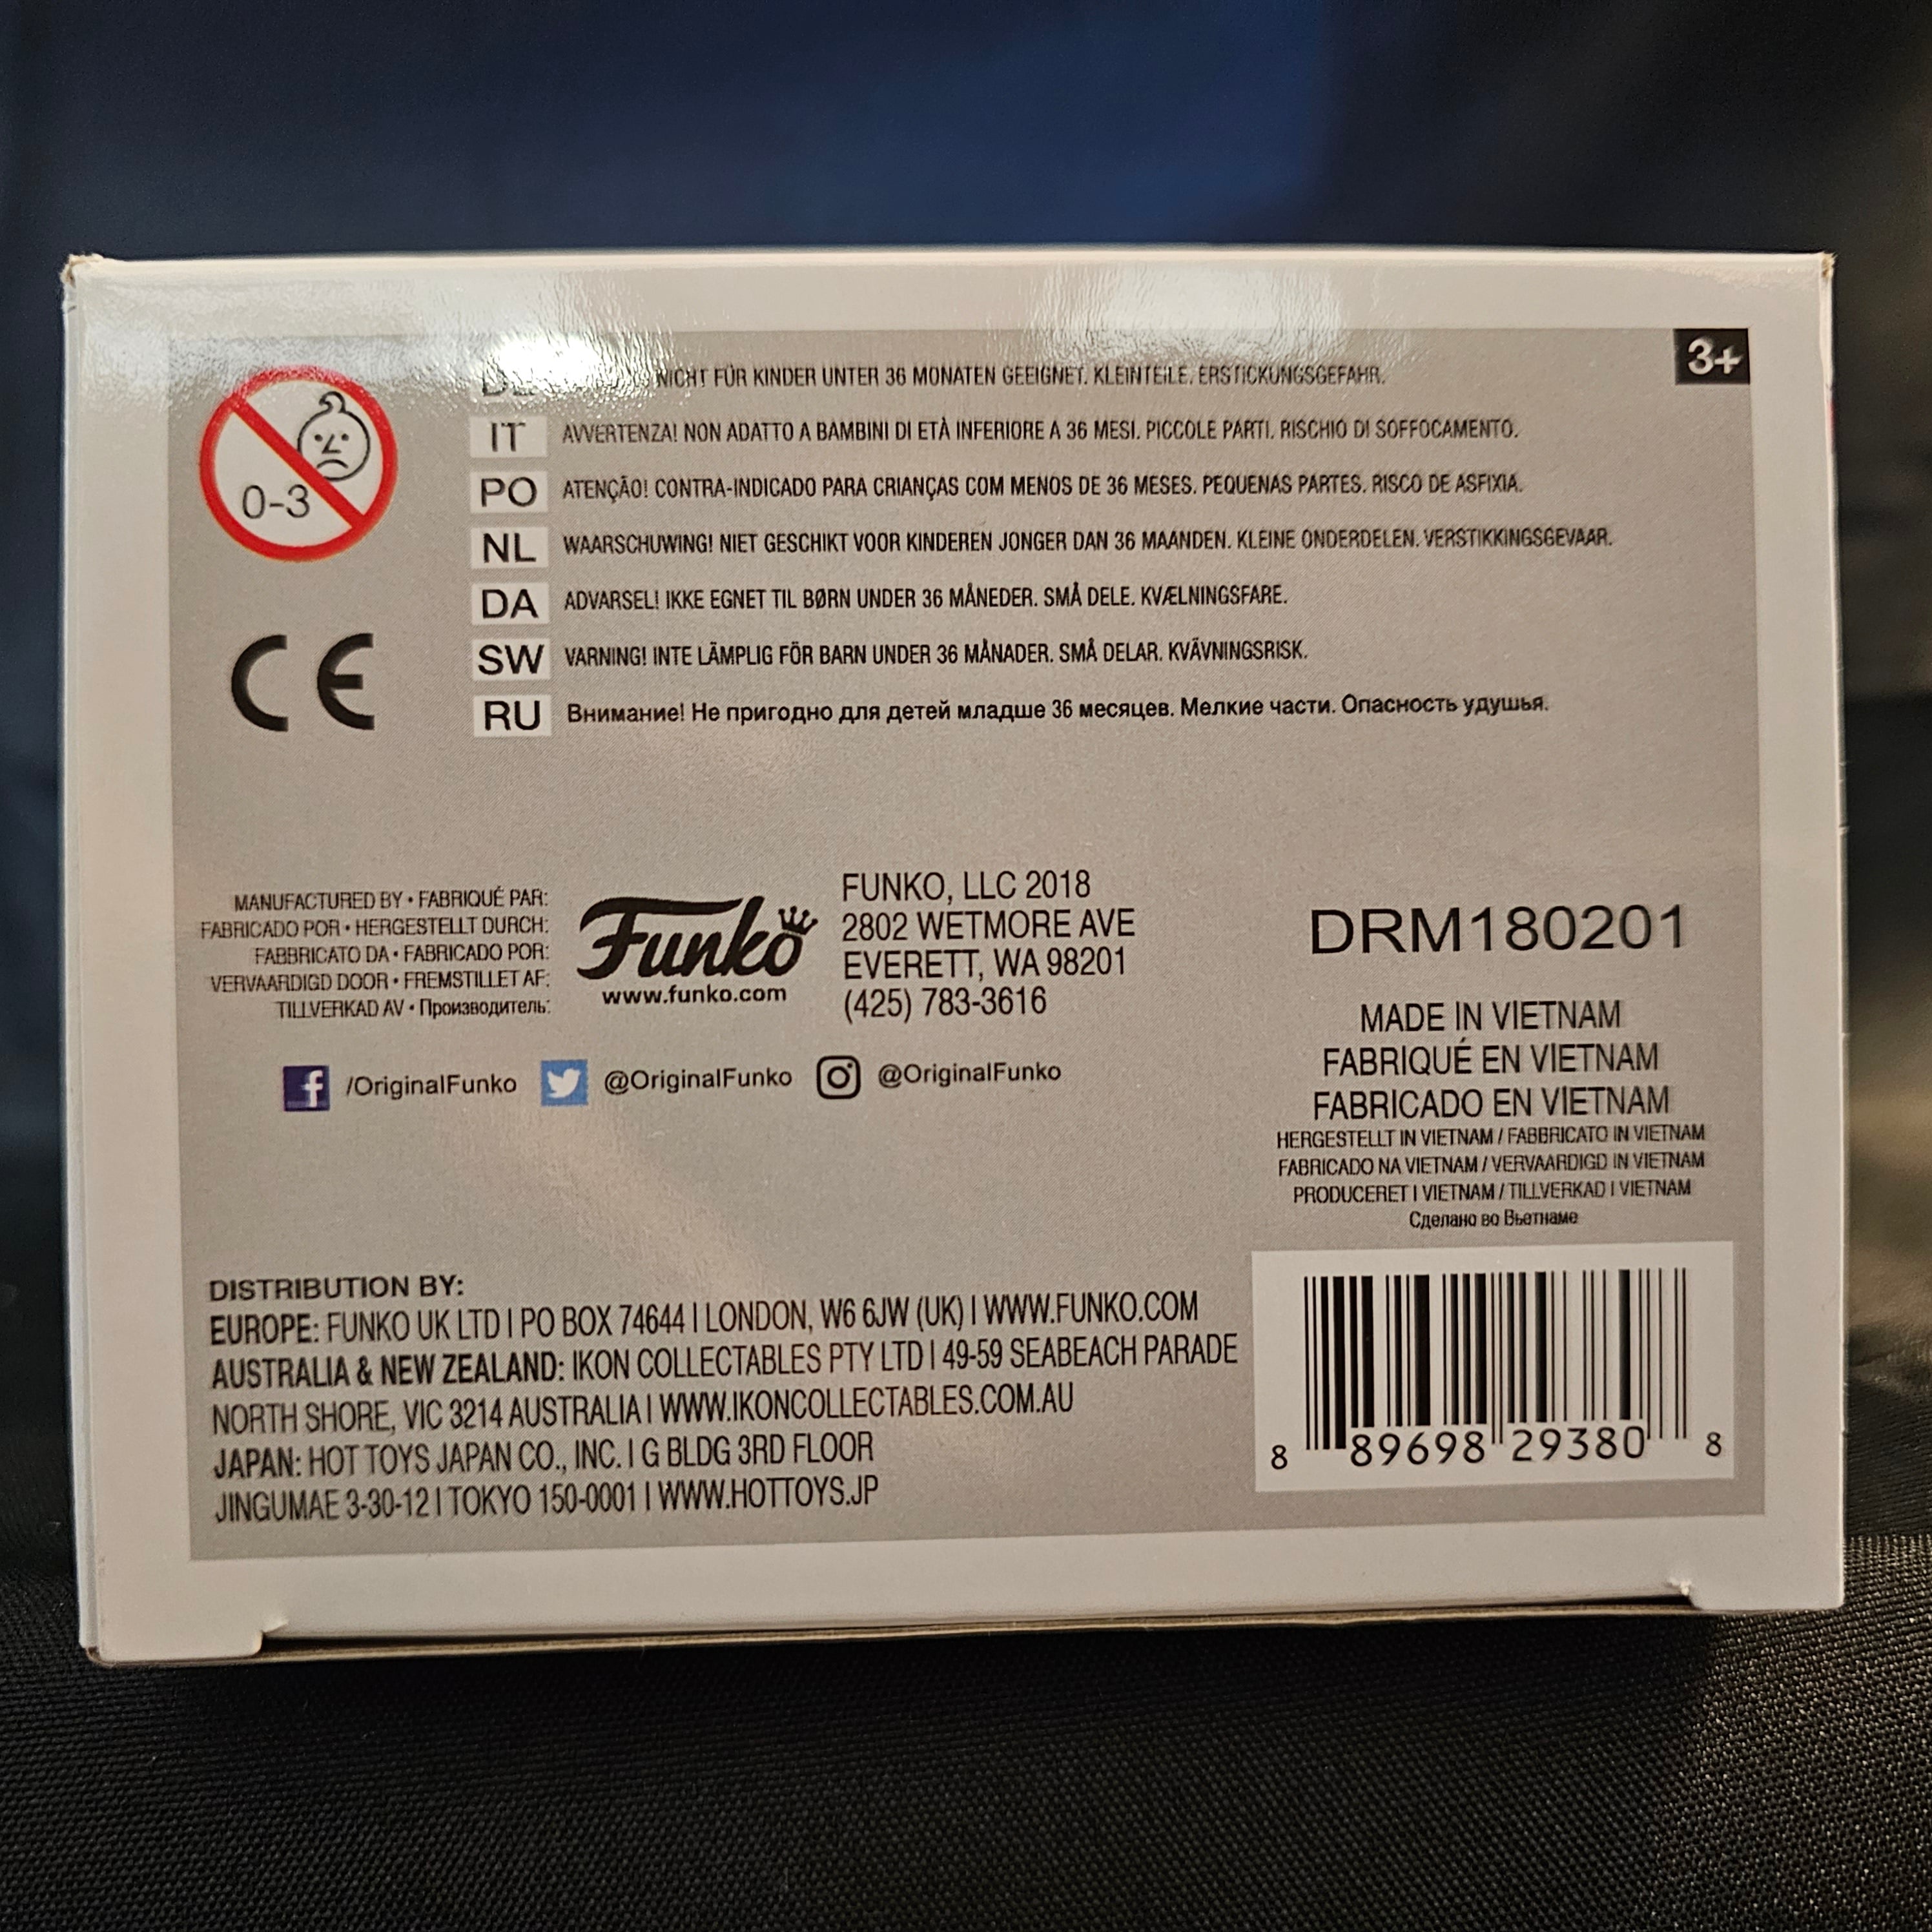 3+
NICHT FÜR KINDER UNTER 36 MONATEN GEEIGNET. KLEINTEILE. ERSTICKUNGSGEFAHR.
IT AVVERTENZA! NON ADATTO A BAMBINI DI ETÀ INFERIORE A 36 MESI. PICCOLE PARTI. RISCHIO DI SOFFOCAMENTO.
PO ATENÇÃO! CONTRA-INDICADO PARA CRIANÇAS COM MENOS DE 36 MESES. PEQUENAS PARTES. RISCO DE ASFIXIA.
NL WAARSCHUWING! NIET GESCHIKT VOOR KINDEREN JONGER DAN 36 MAANDEN. KLEINE ONDERDELEN. VERSTIKKINGSGEVAAR.
DA ADVARSEL! IKKE EGNET TIL BØRN UNDER 36 MÅNEDER. SMÅ DELE. KVÆLNINGSFARE.
SW VARNING! INTE LÄMPLIG FÖR BARN UNDER 36 MÅNADER. SMÅ DELAR. KVÄVNINGSRISK.
RU Внимание! Не пригодно для детей младше 36 месяцев. Мелкие части. Опасность удушья.
0-3
CE
MANUFACTURED BY • FABRIQUÉ PAR:
FABRICADO POR • HERGESTELLT DURCH:
FABBRICATO DA • FABRICADO POR:
VERVAARDIGD DOOR • FREMSTILLET AF:
TILLVERKAD AV • Производитель:
Funko
www.funko.com
FUNKO, LLC 2018
2802 WETMORE AVE
EVERETT, WA 98201
(425) 783-3616
f /OriginalFunko @OriginalFunko @OriginalFunko
DRM180201
MADE IN VIETNAM
FABRIQUÉ EN VIETNAM
FABRICADO EN VIETNAM
HERGESTELLT IN VIETNAM / FABBRICATO IN VIETNAM
FABRICADO NA VIETNAM / VERVAARDIGD IN VIETNAM
PRODUCERET I VIETNAM / TILLVERKAD I VIETNAM
Сделано во Вьетнаме
DISTRIBUTION BY:
EUROPE: FUNKO UK LTD | PO BOX 74644 | LONDON, W6 6JW (UK) | WWW.FUNKO.COM
AUSTRALIA & NEW ZEALAND: IKON COLLECTABLES PTY LTD | 49-59 SEABEACH PARADE
NORTH SHORE, VIC 3214 AUSTRALIA | WWW.IKONCOLLECTABLES.COM.AU
JAPAN: HOT TOYS JAPAN CO., INC. | G BLDG 3RD FLOOR
JINGUMAE 3-30-12 | TOKYO 150-0001 | WWW.HOTTOYS.JP
8 89698 29380 8